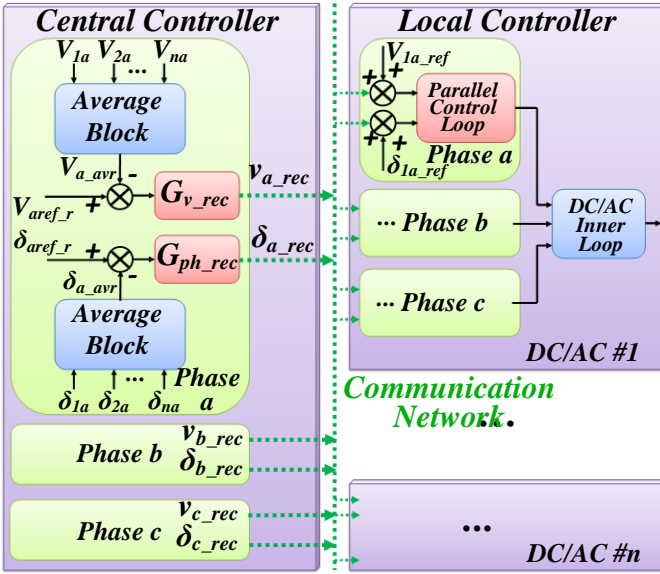 Central Controller
V1a V2a ... Vna
Average
Block
Va_avr
-
+
Varef_r
Gv_rec
va_rec
δaref_r
+
-
δa_avr
Gph_rec
δa_rec
Average
Block
δ1a δ2a ... δna
Phase
a
Phase b
vb_rec
δb_rec
Phase c
vc_rec
δc_rec
Local Controller
V1a_ref
+
+
+
+
Parallel
Control
Loop
Phase a
δ1a_ref
... Phase b
... Phase c
DC/AC
Inner
Loop
DC/AC #1
Communication
Network
...
...
DC/AC #n